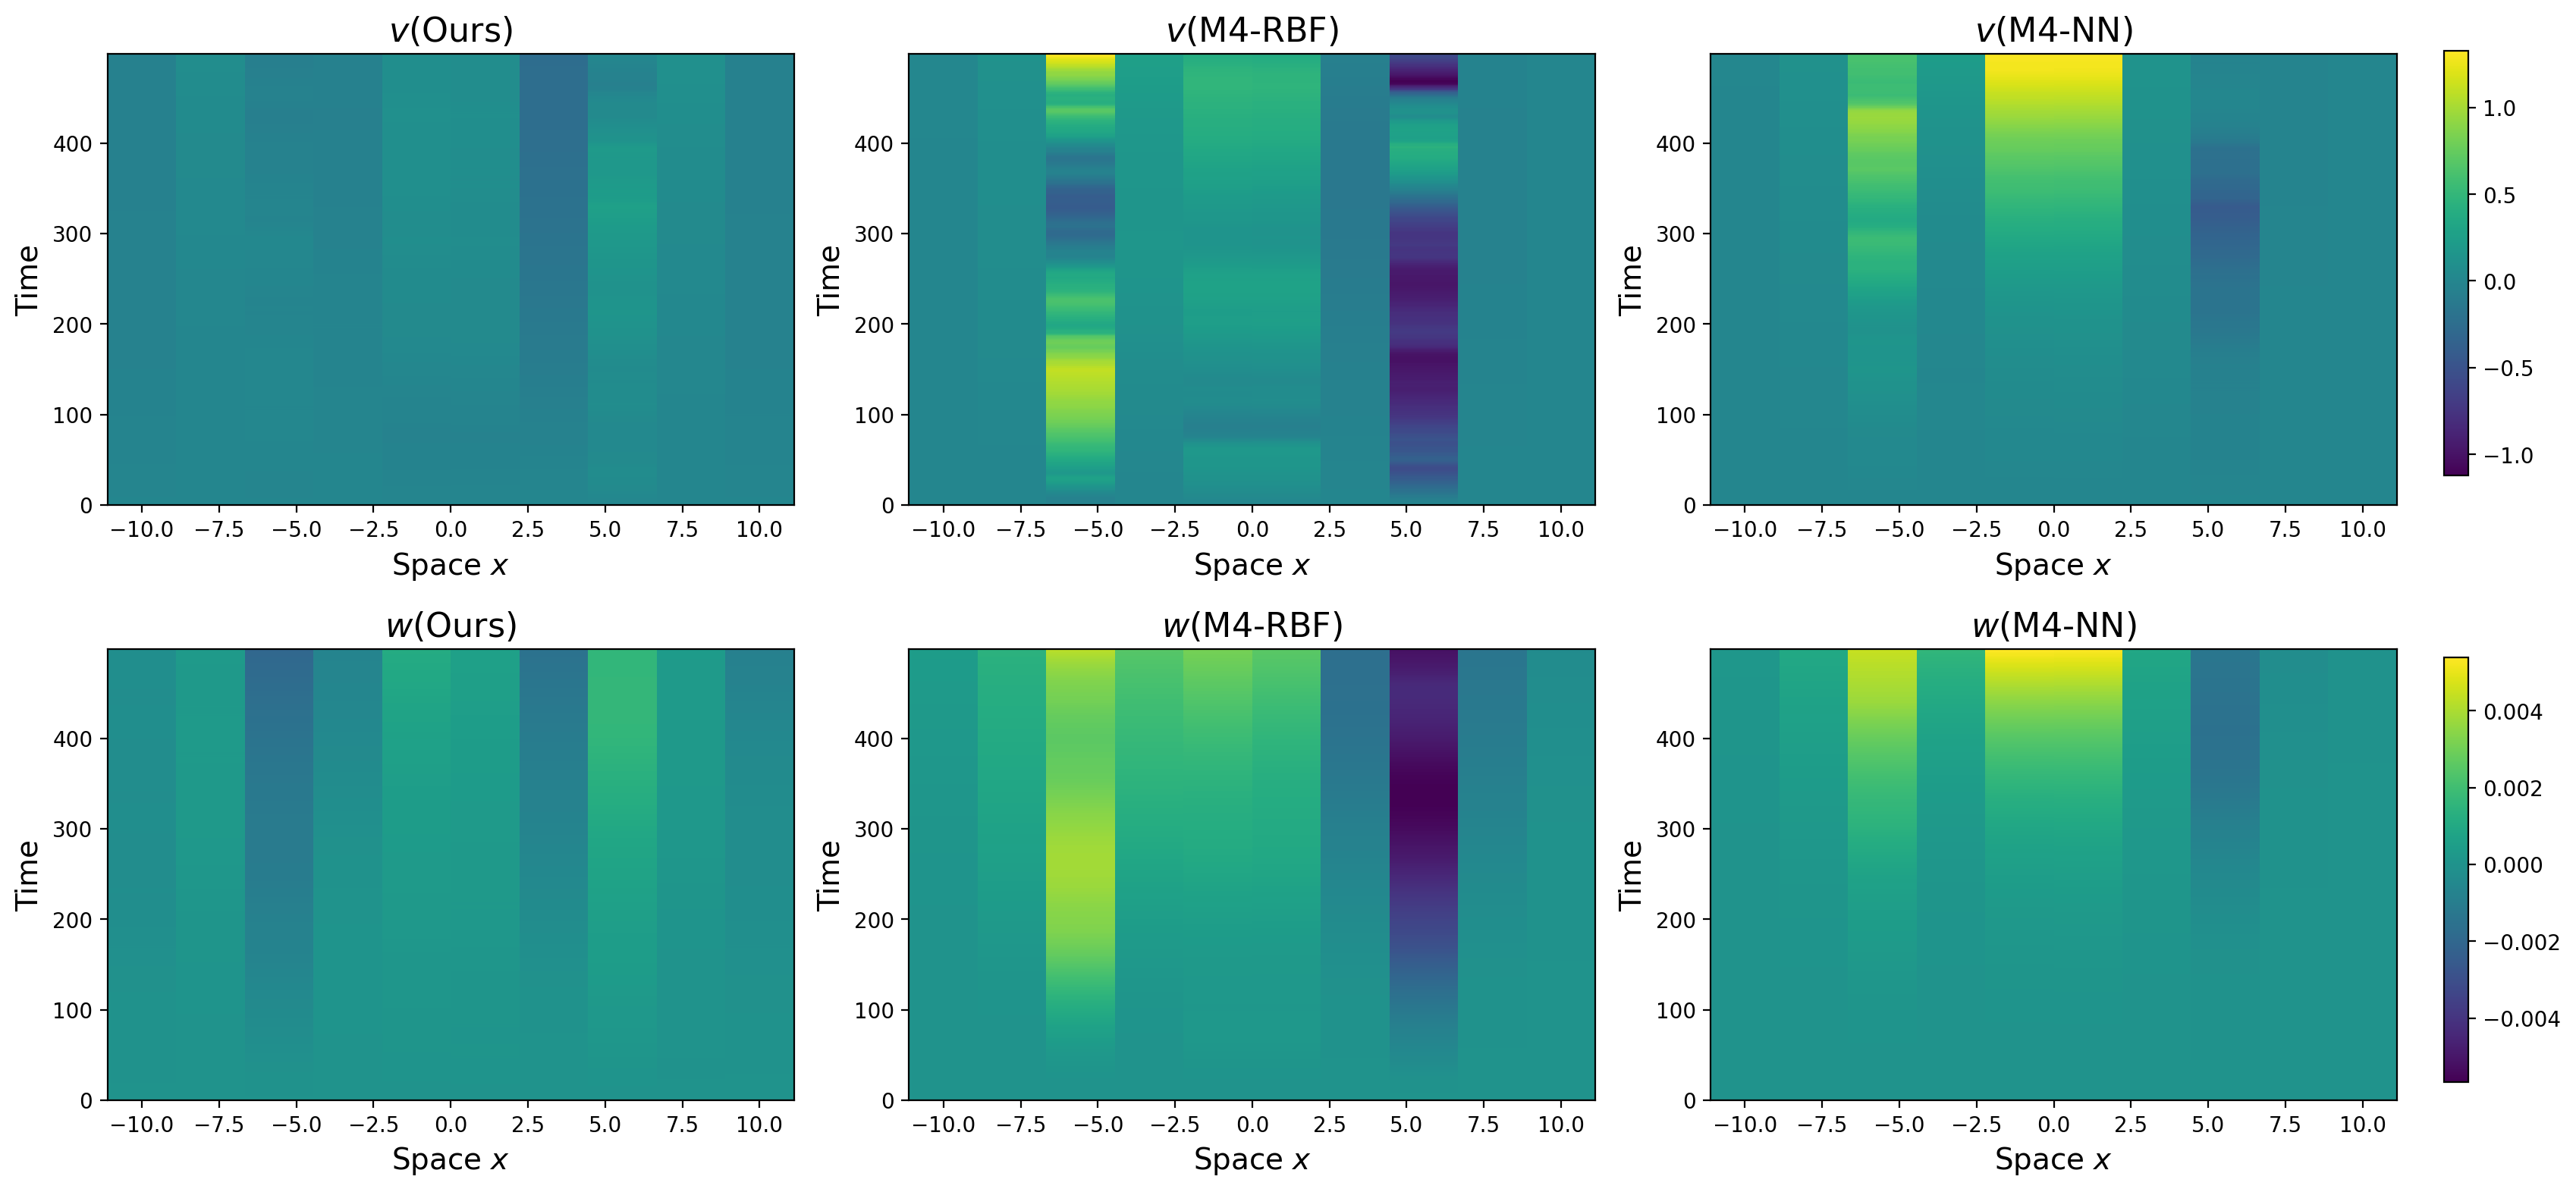 v(Ours) v(M4-RBF) v(M4-NN)
400 400 400 1.0
300 300 300 0.5
Time Time Time 0.0
200 200 200 −0.5
100 100 100 −1.0
0 0 0
−10.0 −7.5 −5.0 −2.5 0.0 2.5 5.0 7.5 10.0 −10.0 −7.5 −5.0 −2.5 0.0 2.5 5.0 7.5 10.0 −10.0 −7.5 −5.0 −2.5 0.0 2.5 5.0 7.5 10.0
Space x Space x Space x
w(Ours) w(M4-RBF) w(M4-NN)
400 400 400 0.004
300 300 300 0.002
Time Time Time 0.000
200 200 200 −0.002
100 100 100 −0.004
0 0 0
−10.0 −7.5 −5.0 −2.5 0.0 2.5 5.0 7.5 10.0 −10.0 −7.5 −5.0 −2.5 0.0 2.5 5.0 7.5 10.0 −10.0 −7.5 −5.0 −2.5 0.0 2.5 5.0 7.5 10.0
Space x Space x Space x